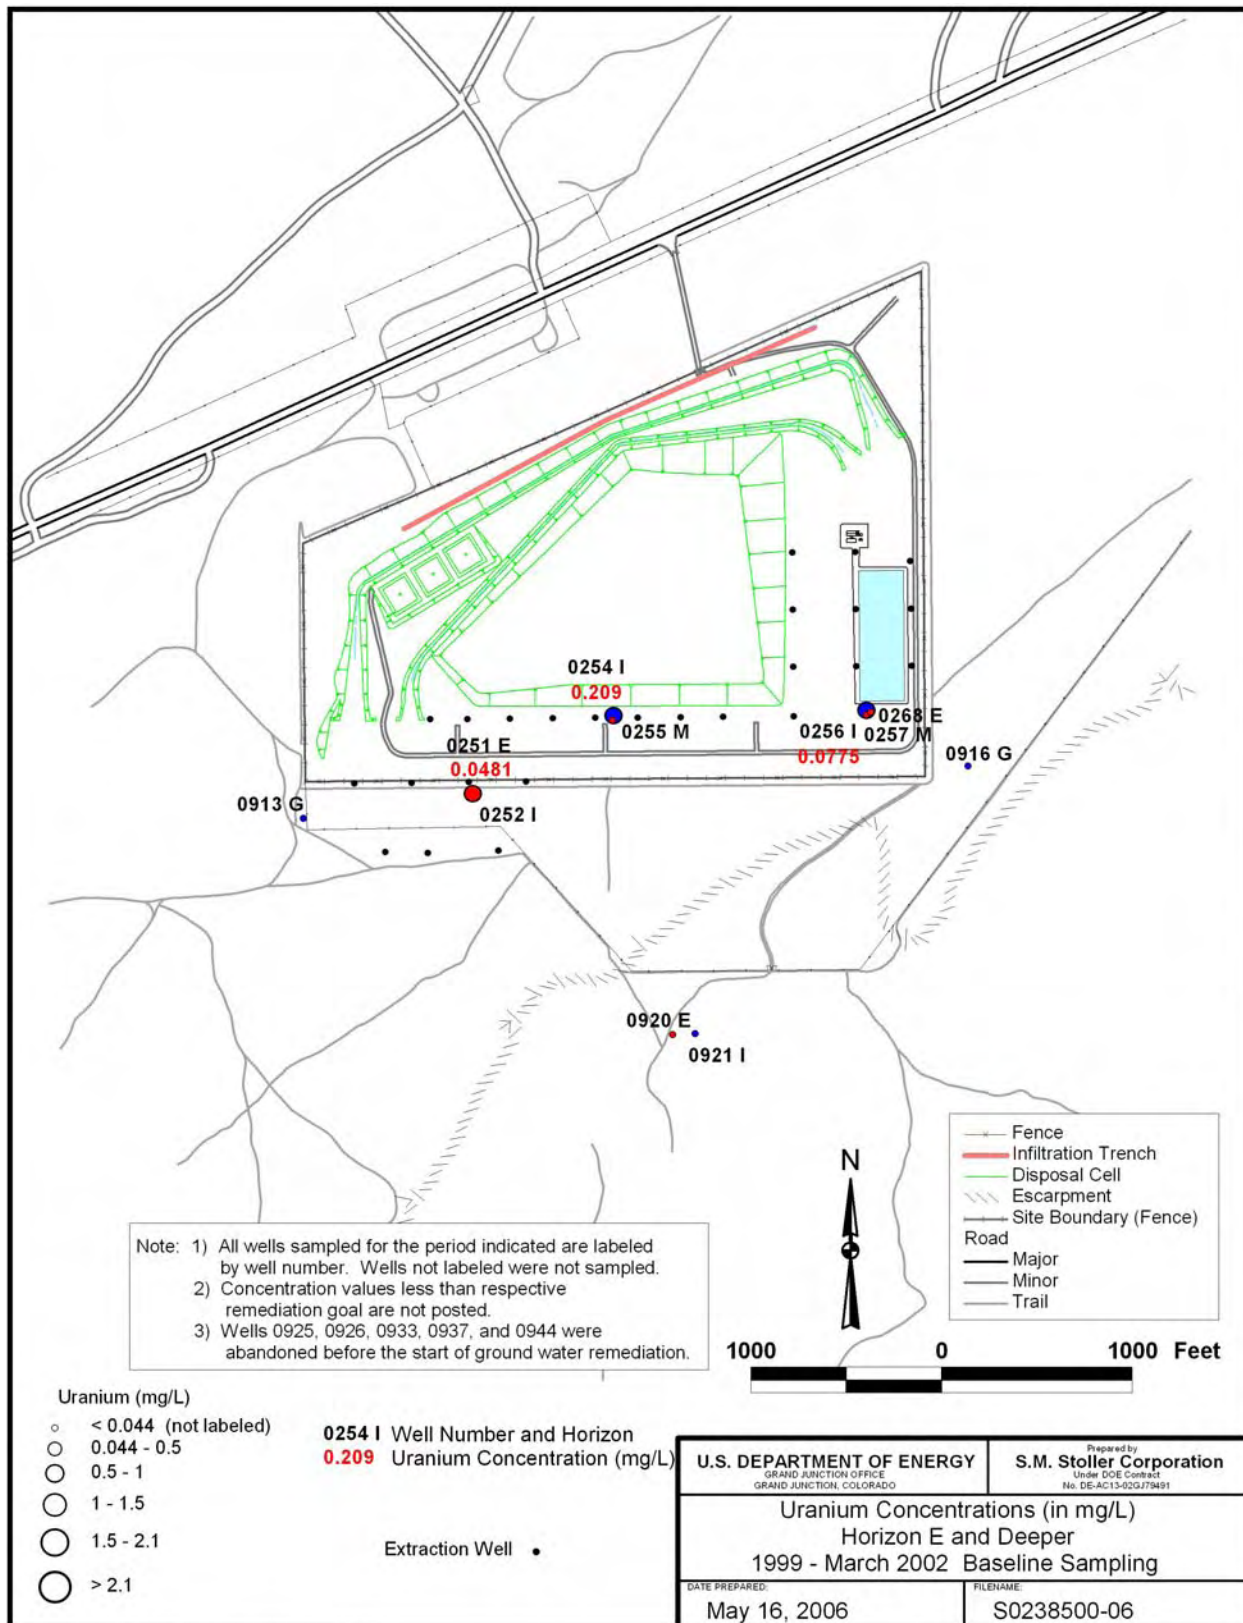 0254 I
0.209
0255 M
0251 E
0.0481
0252 I
0256 I
0.0775
0268 E
0257 M
0916 G
0913 G
0920 E
0921 I
Fence
Infiltration Trench
Disposal Cell
Escarpment
Site Boundary (Fence)
Road
Major
Minor
Trail
N
1000 0 1000 Feet
Note: 1) All wells sampled for the period indicated are labeled
by well number. Wells not labeled were not sampled.
2) Concentration values less than respective
remediation goal are not posted.
3) Wells 0925, 0926, 0933, 0937, and 0944 were
abandoned before the start of ground water remediation.
Uranium (mg/L)
< 0.044 (not labeled)
0.044 - 0.5
0.5 - 1
1 - 1.5
1.5 - 2.1
> 2.1
0254 I Well Number and Horizon
0.209 Uranium Concentration (mg/L)
Extraction Well
U.S. DEPARTMENT OF ENERGY
GRAND JUNCTION OFFICE
GRAND JUNCTION, COLORADO
Prepared by
S.M. Stoller Corporation
Under DOE Contract
No. DE-AC13-02GJ79491
Uranium Concentrations (in mg/L)
Horizon E and Deeper
1999 - March 2002 Baseline Sampling
DATE PREPARED:
May 16, 2006
FILENAME:
S0238500-06